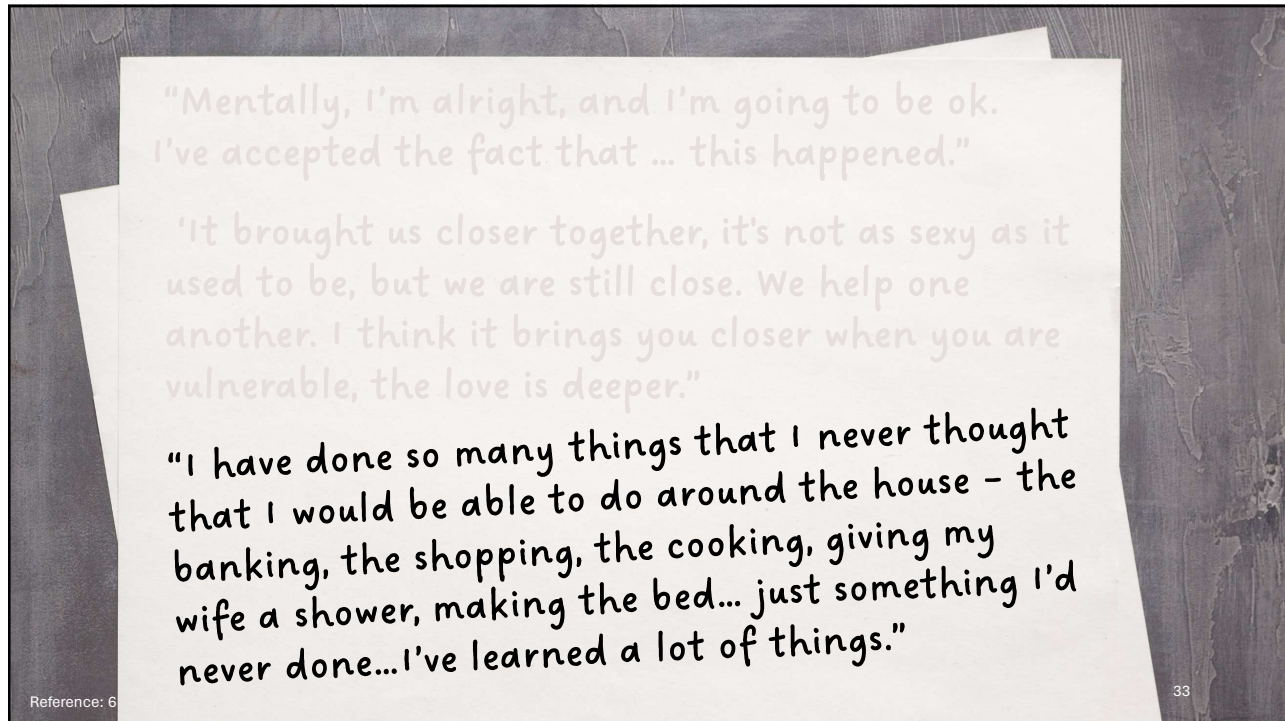 “Mentally, I’m alright, and I’m going to be ok.
I’ve accepted the fact that ... this happened.”
‘It brought us closer together, it's not as sexy as it
used to be, but we are still close. We help one
another. I think it brings you closer when you are
vulnerable, the love is deeper.”
“I have done so many things that I never thought
that I would be able to do around the house – the
banking, the shopping, the cooking, giving my
wife a shower, making the bed... just something I’d
never done...I’ve learned a lot of things.”
Reference: 6
33